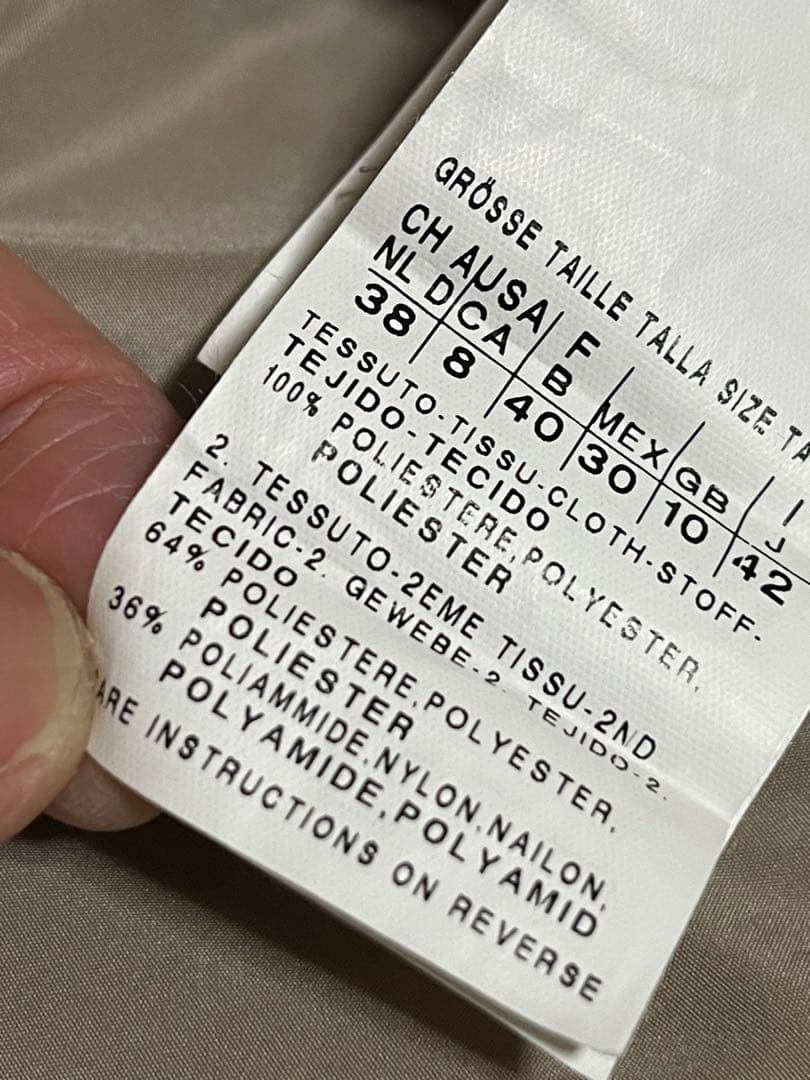 GRÖSSE TAILLE TALLA SIZE TA
CH A USA F MEX GB I
NL D CA B J
38 8 40 30 10 42
TESSUTO-TISSU-CLOTH-STOFF-
TEJIDO-TECIDO
100% POLIESTERE,POLYESTER,
POLIESTER
2. TESSUTO-2EME TISSU-2ND
FABRIC-2. GEWEBE-2. TEJIDO-2.
TECIDO
64% POLIESTERE,POLYESTER,
POLIESTER
36% POLIAMMIDE,NYLON,NAILON,
POLYAMIDE,POLYAMID
ARE INSTRUCTIONS ON REVERSE